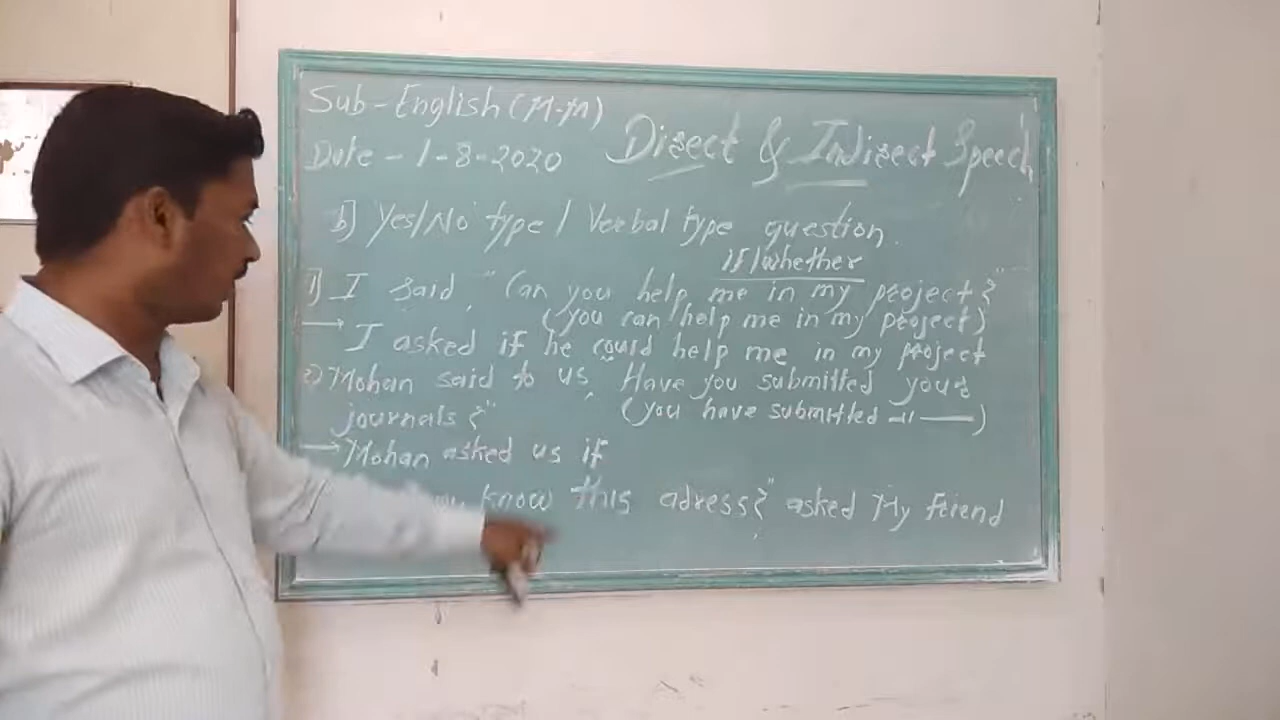 Sub-English (M-M)
Date - 1-8-2020
Direct & Indirect Speech
b] Yes/No type / Verbal type question.
if/whether
1) I said, "Can you help me in my project?"
(you can help me in my project)
→ I asked if he could help me in my project
2) Mohan said to us, "Have you submitted your
journals?" (you have submitted -11 ——)
→ Mohan asked us if
know this adress?" asked My friend